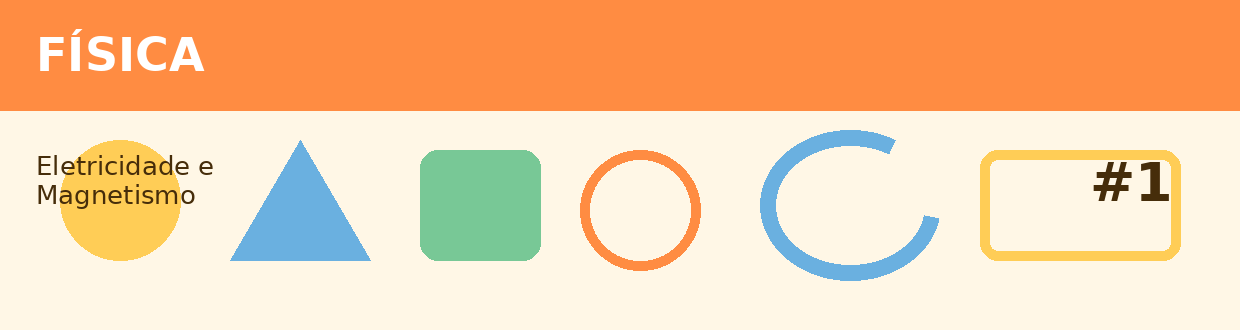 FÍSICA
Eletricidade e
Magnetismo
#1